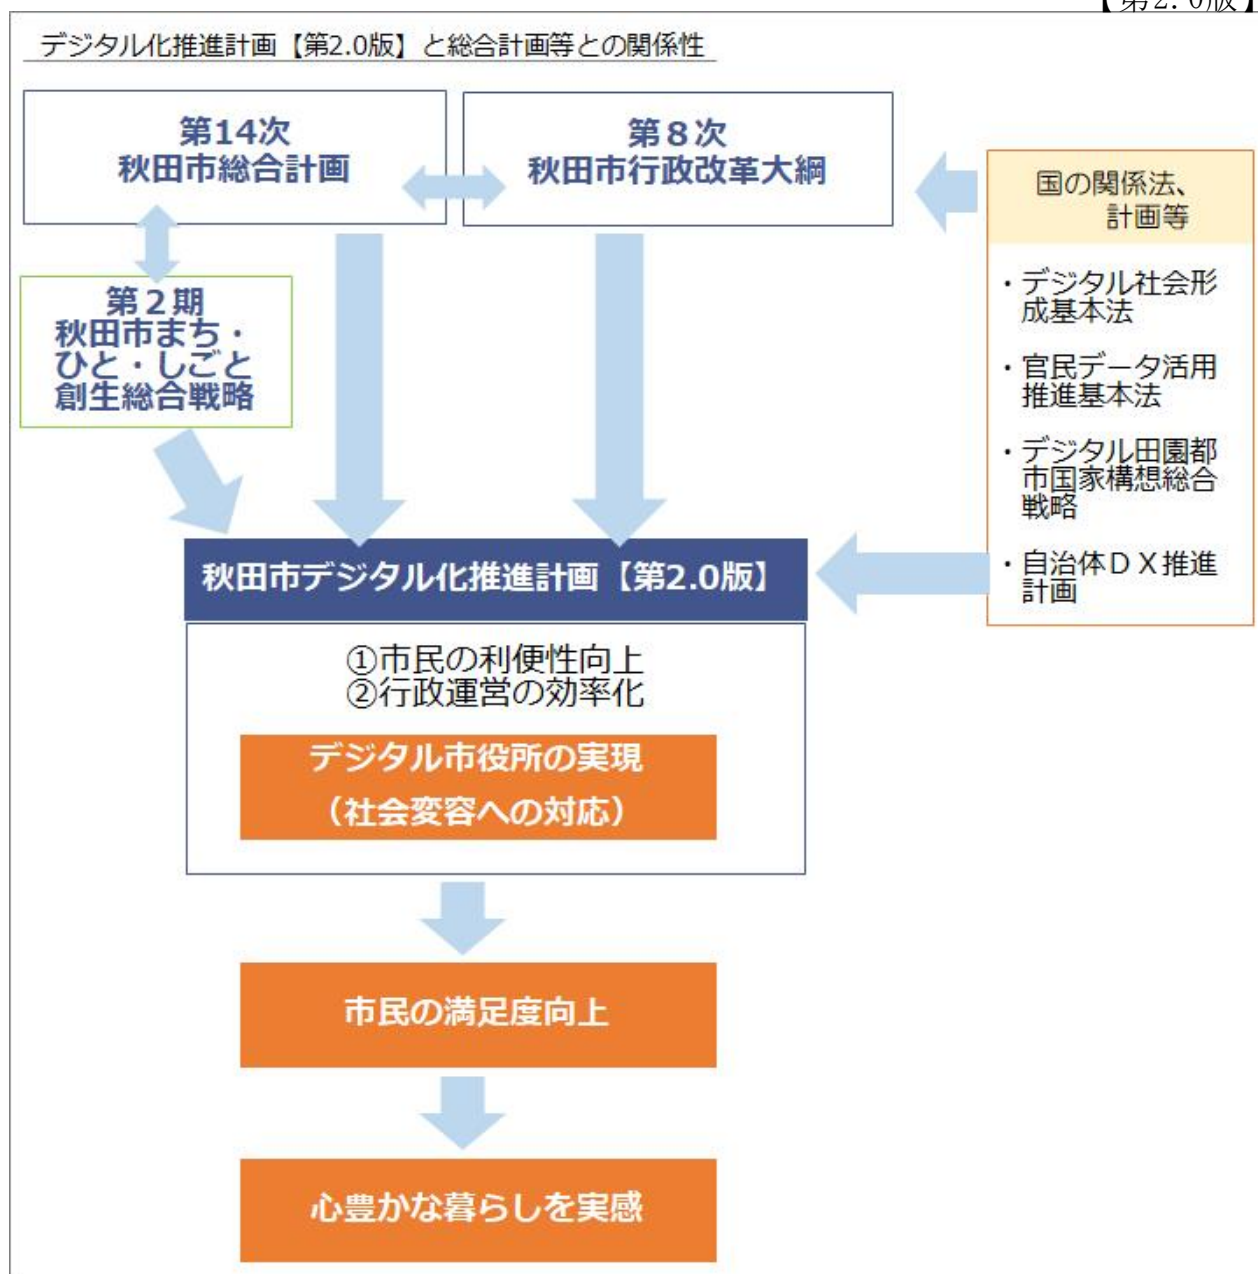 【第2.0版】
デジタル化推進計画【第2.0版】と総合計画等との関係性
第14次
秋田市総合計画
第８次
秋田市行政改革大綱
国の関係法、
計画等
・デジタル社会形
成基本法
・官民データ活用
推進基本法
・デジタル田園都
市国家構想総合
戦略
・自治体ＤＸ推進
計画
第２期
秋田市まち・
ひと・しごと
創生総合戦略
秋田市デジタル化推進計画【第2.0版】
①市民の利便性向上
②行政運営の効率化
デジタル市役所の実現
（社会変容への対応）
市民の満足度向上
心豊かな暮らしを実感